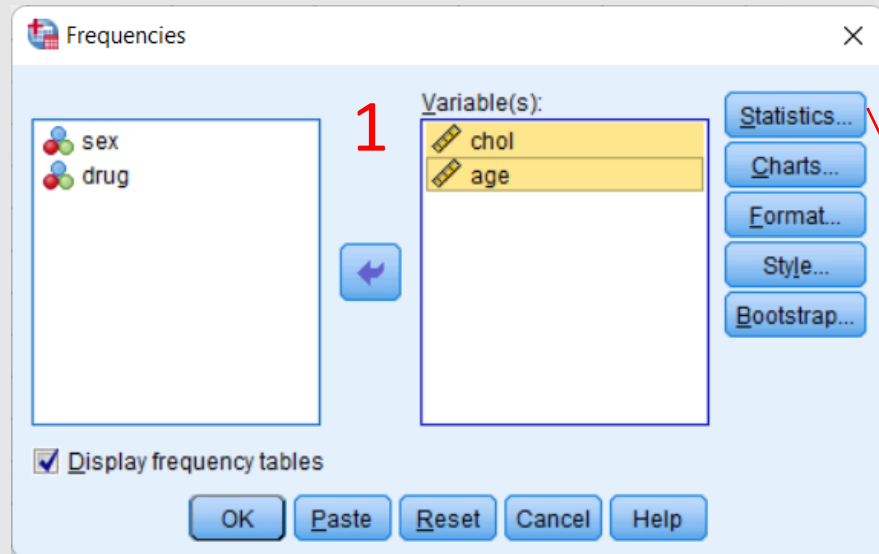 Frequencies
1
Variable(s):
sex
drug
chol
age
Statistics...
Charts...
Format...
Style...
Bootstrap...
Display frequency tables
OK Paste Reset Cancel Help